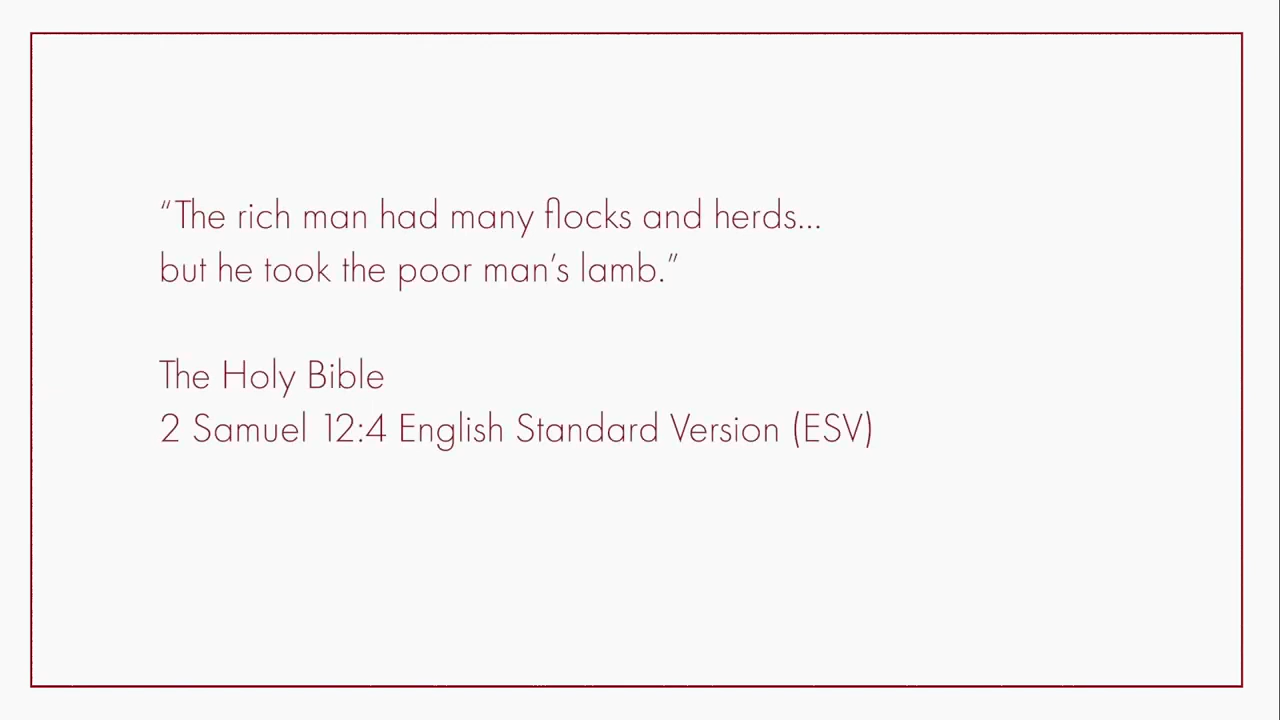 “The rich man had many flocks and herds...
but he took the poor man’s lamb.”
The Holy Bible
2 Samuel 12:4 English Standard Version (ESV)